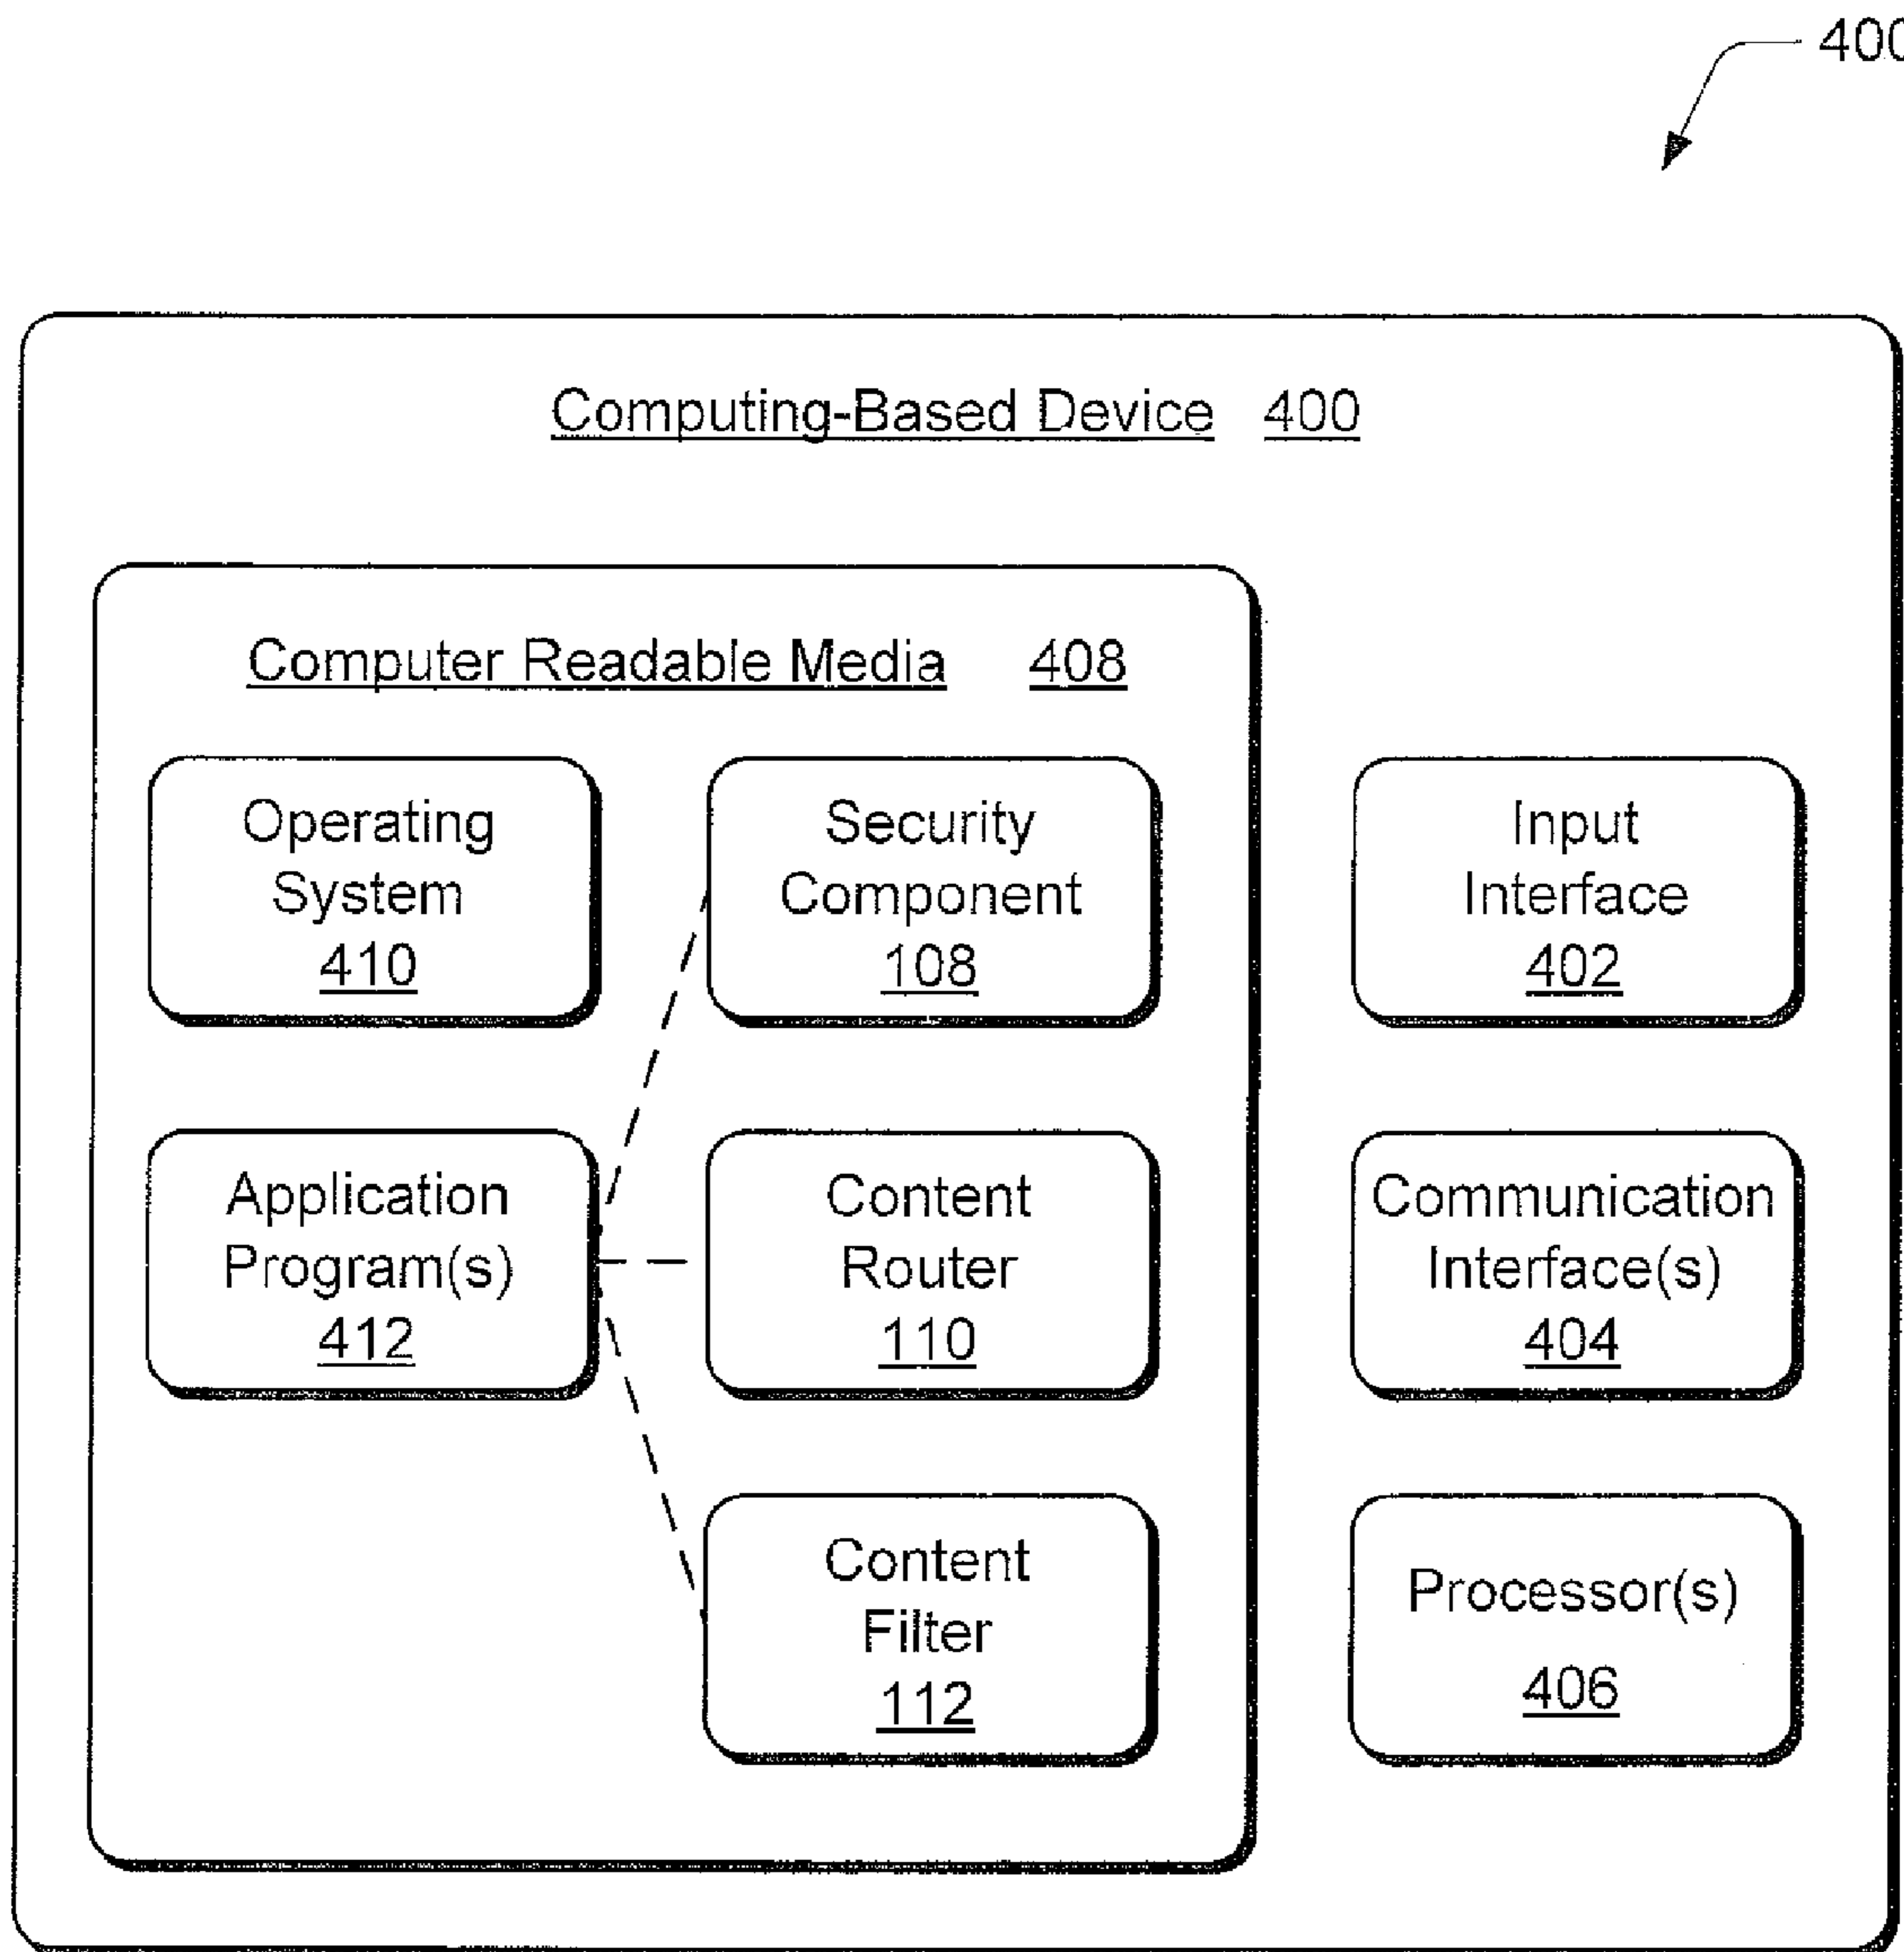 400
Computing-Based Device 400
Computer Readable Media 408
Operating
System
410
Security
Component
108
Input
Interface
402
Application
Program(s)
412
Content
Router
110
Communication
Interface(s)
404
Content
Filter
112
Processor(s)
406